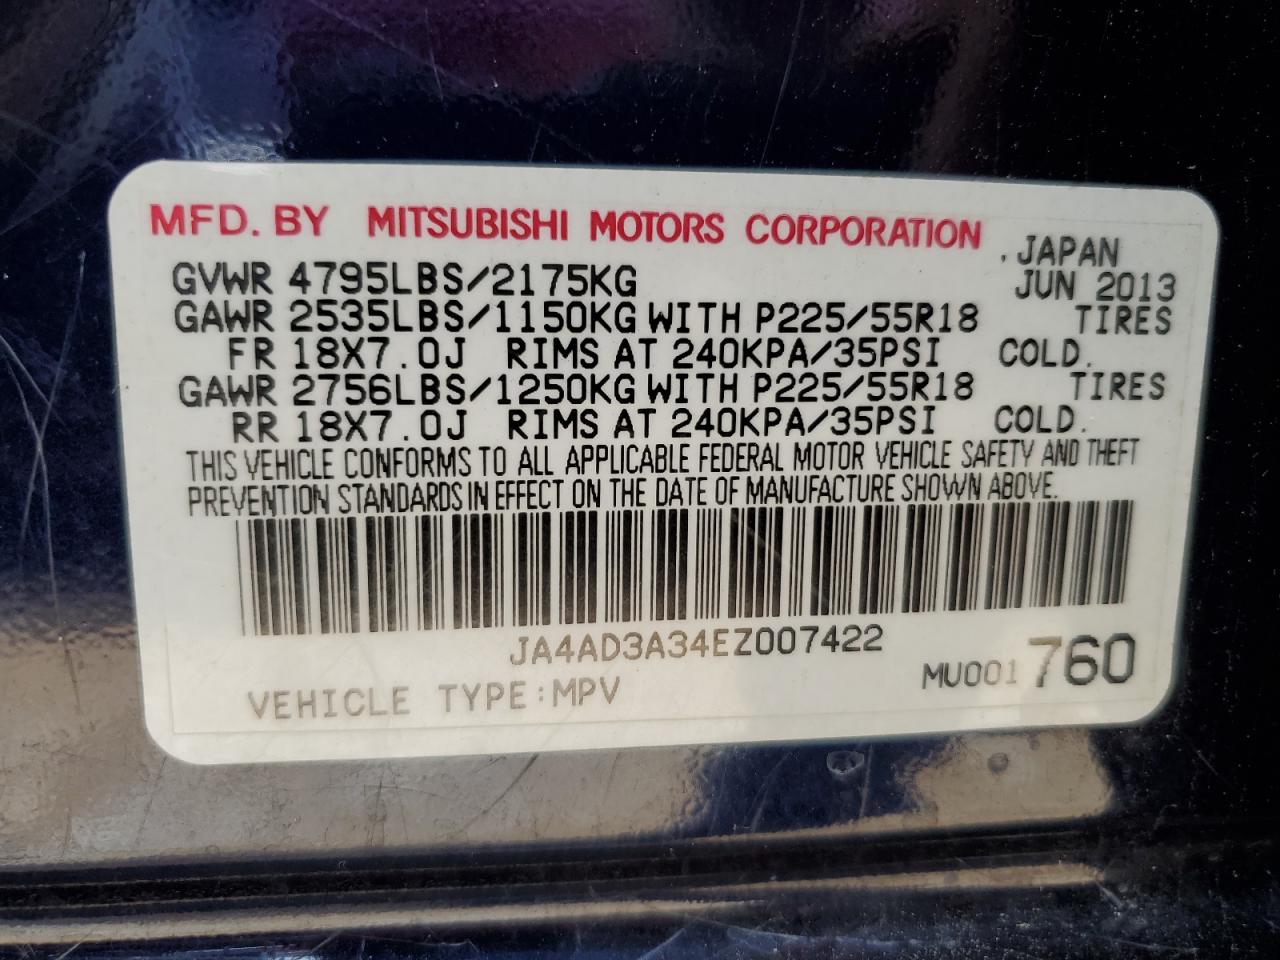 MFD. BY MITSUBISHI MOTORS CORPORATION
, JAPAN
GVWR 4795LBS/2175KG JUN 2013
GAWR 2535LBS/1150KG WITH P225/55R18 TIRES
FR 18X7.0J RIMS AT 240KPA/35PSI COLD.
GAWR 2756LBS/1250KG WITH P225/55R18 TIRES
RR 18X7.0J RIMS AT 240KPA/35PSI COLD.
THIS VEHICLE CONFORMS TO ALL APPLICABLE FEDERAL MOTOR VEHICLE SAFETY AND THEFT
PREVENTION STANDARDS IN EFFECT ON THE DATE OF MANUFACTURE SHOWN ABOVE.
JA4AD3A34EZ007422
VEHICLE TYPE:MPV MU001760